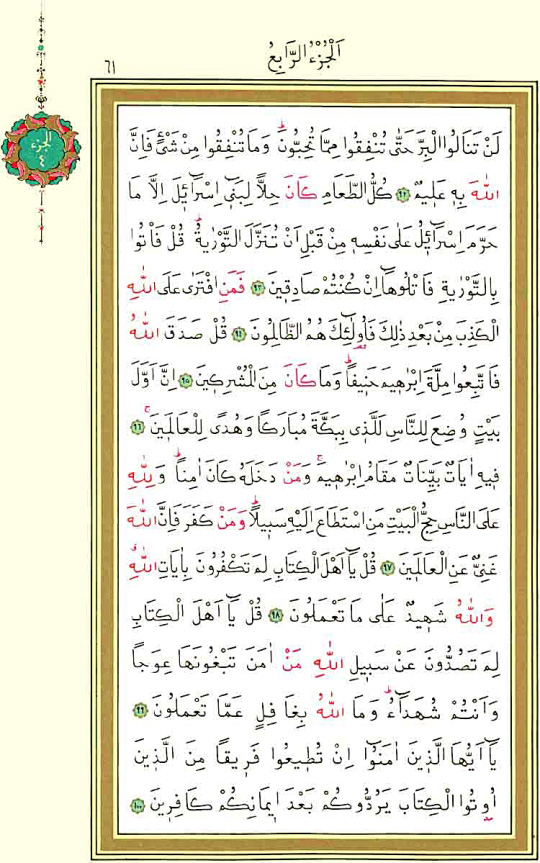 اَلْجُزْءُ الرَّابِعُ
٦١
الجزء
٤
لَنْ تَنَالُوا الْبِرَّ حَتّٰى تُنْفِقُوا مِمَّا تُحِبُّونَۜ وَمَا تُنْفِقُوا مِنْ شَيْءٍ فَاِنَّ
اللّٰهَ بِه۪ عَل۪يمٌ ﴿٩٢﴾ كُلُّ الطَّعَامِ كَانَ حِلًّا لِبَن۪ٓي اِسْرَٓائ۪لَ اِلَّا مَا
حَرَّمَ اِسْرَٓائ۪لُ عَلٰى نَفْسِه۪ مِنْ قَبْلِ اَنْ تُنَزَّلَ التَّوْرٰيةُۜ قُلْ فَأْتُوا
بِالتَّوْرٰيةِ فَاتْلُوهَٓا اِنْ كُنْتُمْ صَادِق۪ينَ ﴿٩٣﴾ فَمَنِ افْتَرٰى عَلَى اللّٰهِ
الْكَذِبَ مِنْ بَعْدِ ذٰلِكَ فَاُو۬لٰٓئِكَ هُمُ الظَّالِمُونَ ﴿٩٤﴾ قُلْ صَدَقَ اللّٰهُ
فَاتَّبِعُوا مِلَّةَ اِبْرٰه۪يمَ حَن۪يفًاۜ وَمَا كَانَ مِنَ الْمُشْرِك۪ينَ ﴿٩٥﴾ اِنَّ اَوَّلَ
بَيْتٍ وُضِعَ لِلنَّاسِ لَلَّذ۪ي بِبَكَّةَ مُبَارَكًا وَهُدًى لِلْعَالَم۪ينَۚ ﴿٩٦﴾
ف۪يهِ اٰيَاتٌ بَيِّنَاتٌ مَقَامُ اِبْرٰه۪يمَۚ وَمَنْ دَخَلَهُ كَانَ اٰمِنًاۜ وَلِلّٰهِ
عَلَى النَّاسِ حِجُّ الْبَيْتِ مَنِ اسْتَطَاعَ اِلَيْهِ سَب۪يلًاۜ وَمَنْ كَفَرَ فَاِنَّ اللّٰهَ
غَنِيٌّ عَنِ الْعَالَم۪ينَ ﴿٩٧﴾ قُلْ يَٓا اَهْلَ الْكِتَابِ لِمَ تَكْفُرُونَ بِاٰيَاتِ اللّٰهِۗ
وَاللّٰهُ شَه۪يدٌ عَلٰى مَا تَعْمَلُونَ ﴿٩٨﴾ قُلْ يَٓا اَهْلَ الْكِتَابِ
لِمَ تَصُدُّونَ عَنْ سَب۪يلِ اللّٰهِ مَنْ اٰمَنَ تَبْغُونَهَا عِوَجًا
وَاَنْتُمْ شُهَدَٓاءُۜ وَمَا اللّٰهُ بِغَافِلٍ عَمَّا تَعْمَلُونَ ﴿٩٩﴾
يَٓا اَيُّهَا الَّذ۪ينَ اٰمَنُٓوا اِنْ تُط۪يعُوا فَر۪يقًا مِنَ الَّذ۪ينَ
اُو۫تُوا الْكِتَابَ يَرُدُّوكُمْ بَعْدَ ا۪يمَانِكُمْ كَافِر۪ينَ ﴿١٠٠﴾